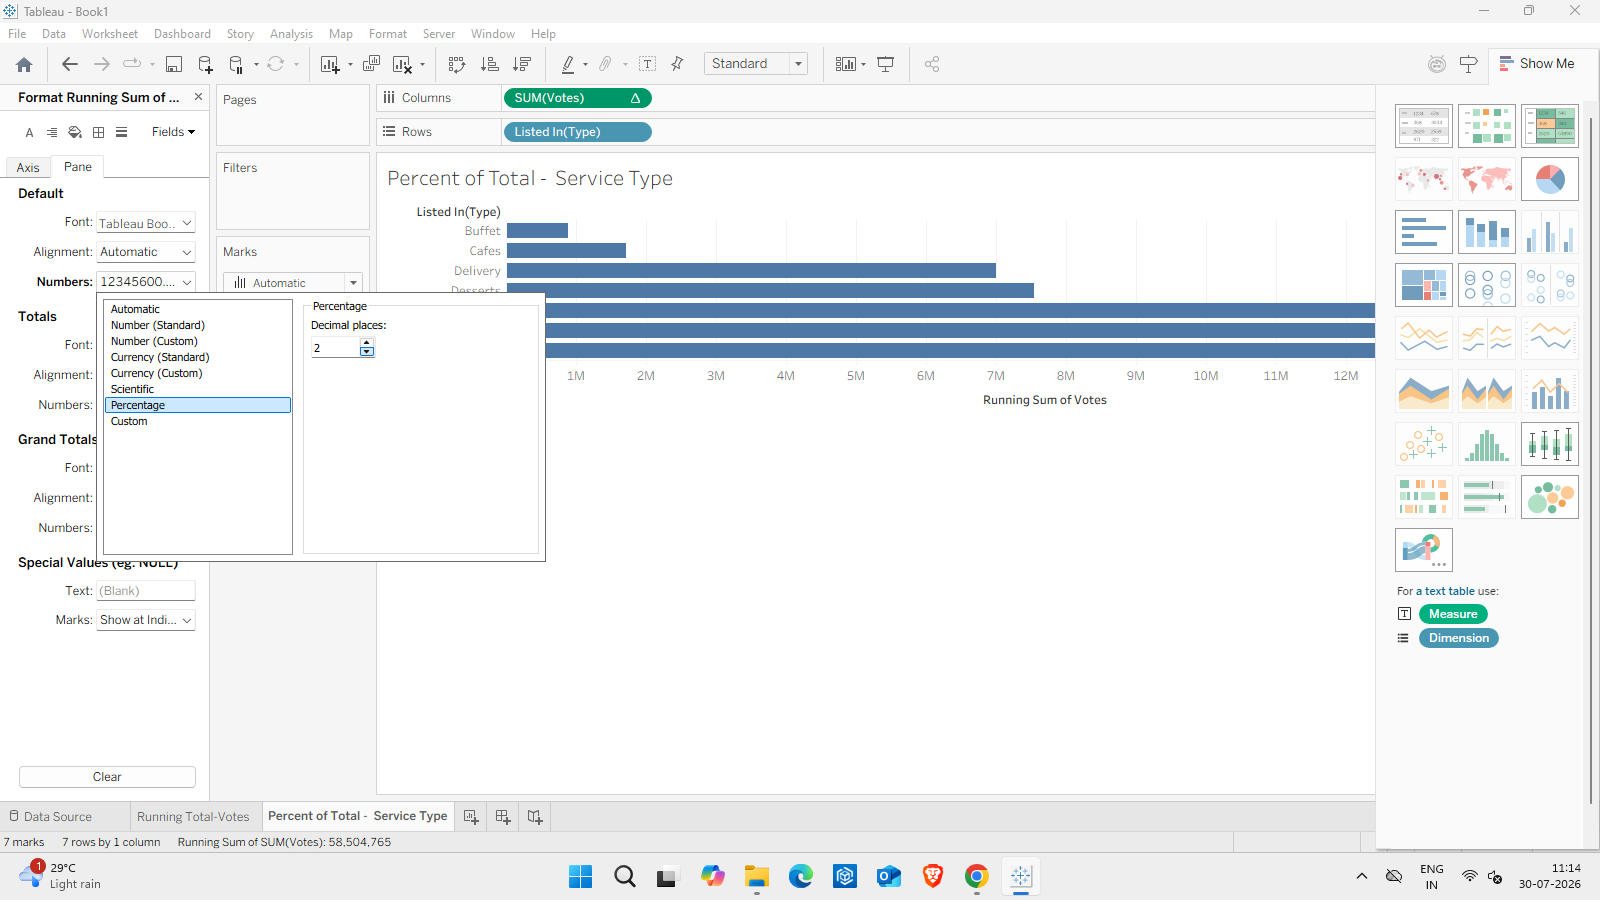 Tableau - Book1
File Data Worksheet Dashboard Story Analysis Map Format Server Window Help
Standard
Show Me
Format Running Sum of ...
Fields
Axis Pane
Default
Font: Tableau Boo...
Alignment: Automatic
Numbers: 12345600....
Totals
Font:
Alignment:
Numbers:
Grand Totals
Font:
Alignment:
Numbers:
Special Values (eg. NULL)
Text: (Blank)
Marks: Show at Indi...
Clear
Automatic
Number (Standard)
Number (Custom)
Currency (Standard)
Currency (Custom)
Scientific
Percentage
Custom
Percentage
Decimal places:
2
Pages
Filters
Marks
Automatic
Columns SUM(Votes)
Rows Listed In(Type)
Percent of Total - Service Type
Listed In(Type)
Buffet
Cafes
Delivery
Desserts
1M 2M 3M 4M 5M 6M 7M 8M 9M 10M 11M 12M
Running Sum of Votes
For a text table use:
Measure
Dimension
Data Source Running Total-Votes Percent of Total - Service Type
7 marks 7 rows by 1 column Running Sum of SUM(Votes): 58,504,765
1
29°C
Light rain
ENG
IN
11:14
30-07-2026